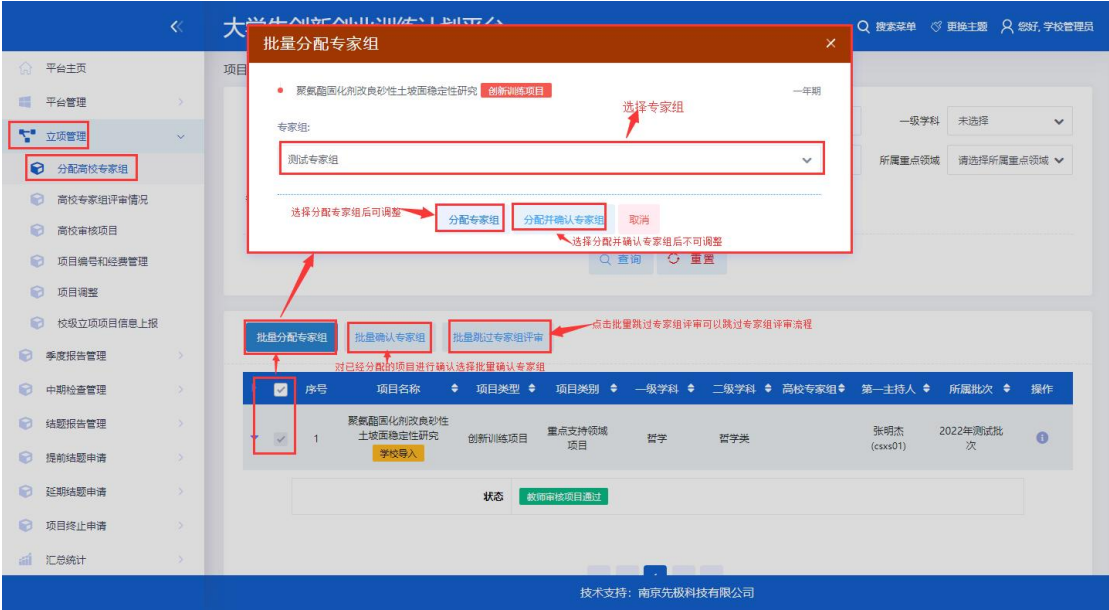 大学生创新创业训练计划平台
搜索菜单 更换主题 您好, 学校管理员
批量分配专家组 ×
聚氨酯固化剂改良砂性土坡面稳定性研究 创新训练项目 一年期
选择专家组
专家组:
测试专家组
选择分配专家组后可调整
分配专家组 分配并确认专家组 取消
选择分配并确认专家组后不可调整
平台主页
平台管理
立项管理
分配高校专家组
高校专家组评审情况
高校审核项目
项目编号和经费管理
项目调整
校级立项项目信息上报
季度报告管理
中期检查管理
结题报告管理
提前结题申请
延期结题申请
项目终止申请
汇总统计
项目
一级学科 未选择
所属重点领域 请选择所属重点领域
查询 重置
批量分配专家组 批量确认专家组 批量跳过专家组评审
点击批量跳过专家组评审可以跳过专家组评审流程
对已经分配的项目进行确认选择批量确认专家组
序号 项目名称 项目类型 项目类别 一级学科 二级学科 高校专家组 第一主持人 所属批次 操作
1 聚氨酯固化剂改良砂性
土坡面稳定性研究
学校导入
创新训练项目
重点支持领域
项目
哲学 哲学类
张明杰
(csxs01)
2022年测试批
次
状态 教师审核项目通过
1
技术支持：南京先极科技有限公司